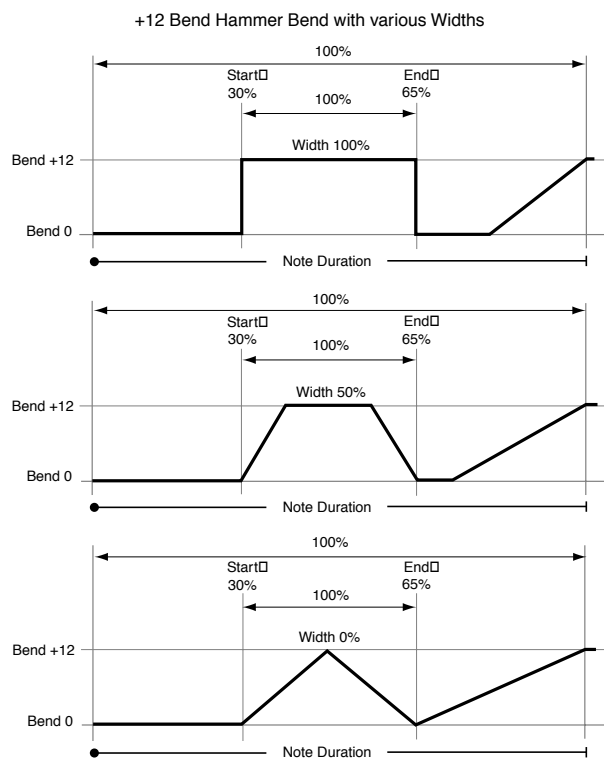 +12 Bend Hammer Bend with various Widths
100%
Start□ End□
30% 65%
100%
Width 100%
Bend +12
Bend 0
Note Duration
100%
Start□ End□
30% 65%
100%
Width 50%
Bend +12
Bend 0
Note Duration
100%
Start□ End□
30% 65%
100%
Width 0%
Bend +12
Bend 0
Note Duration